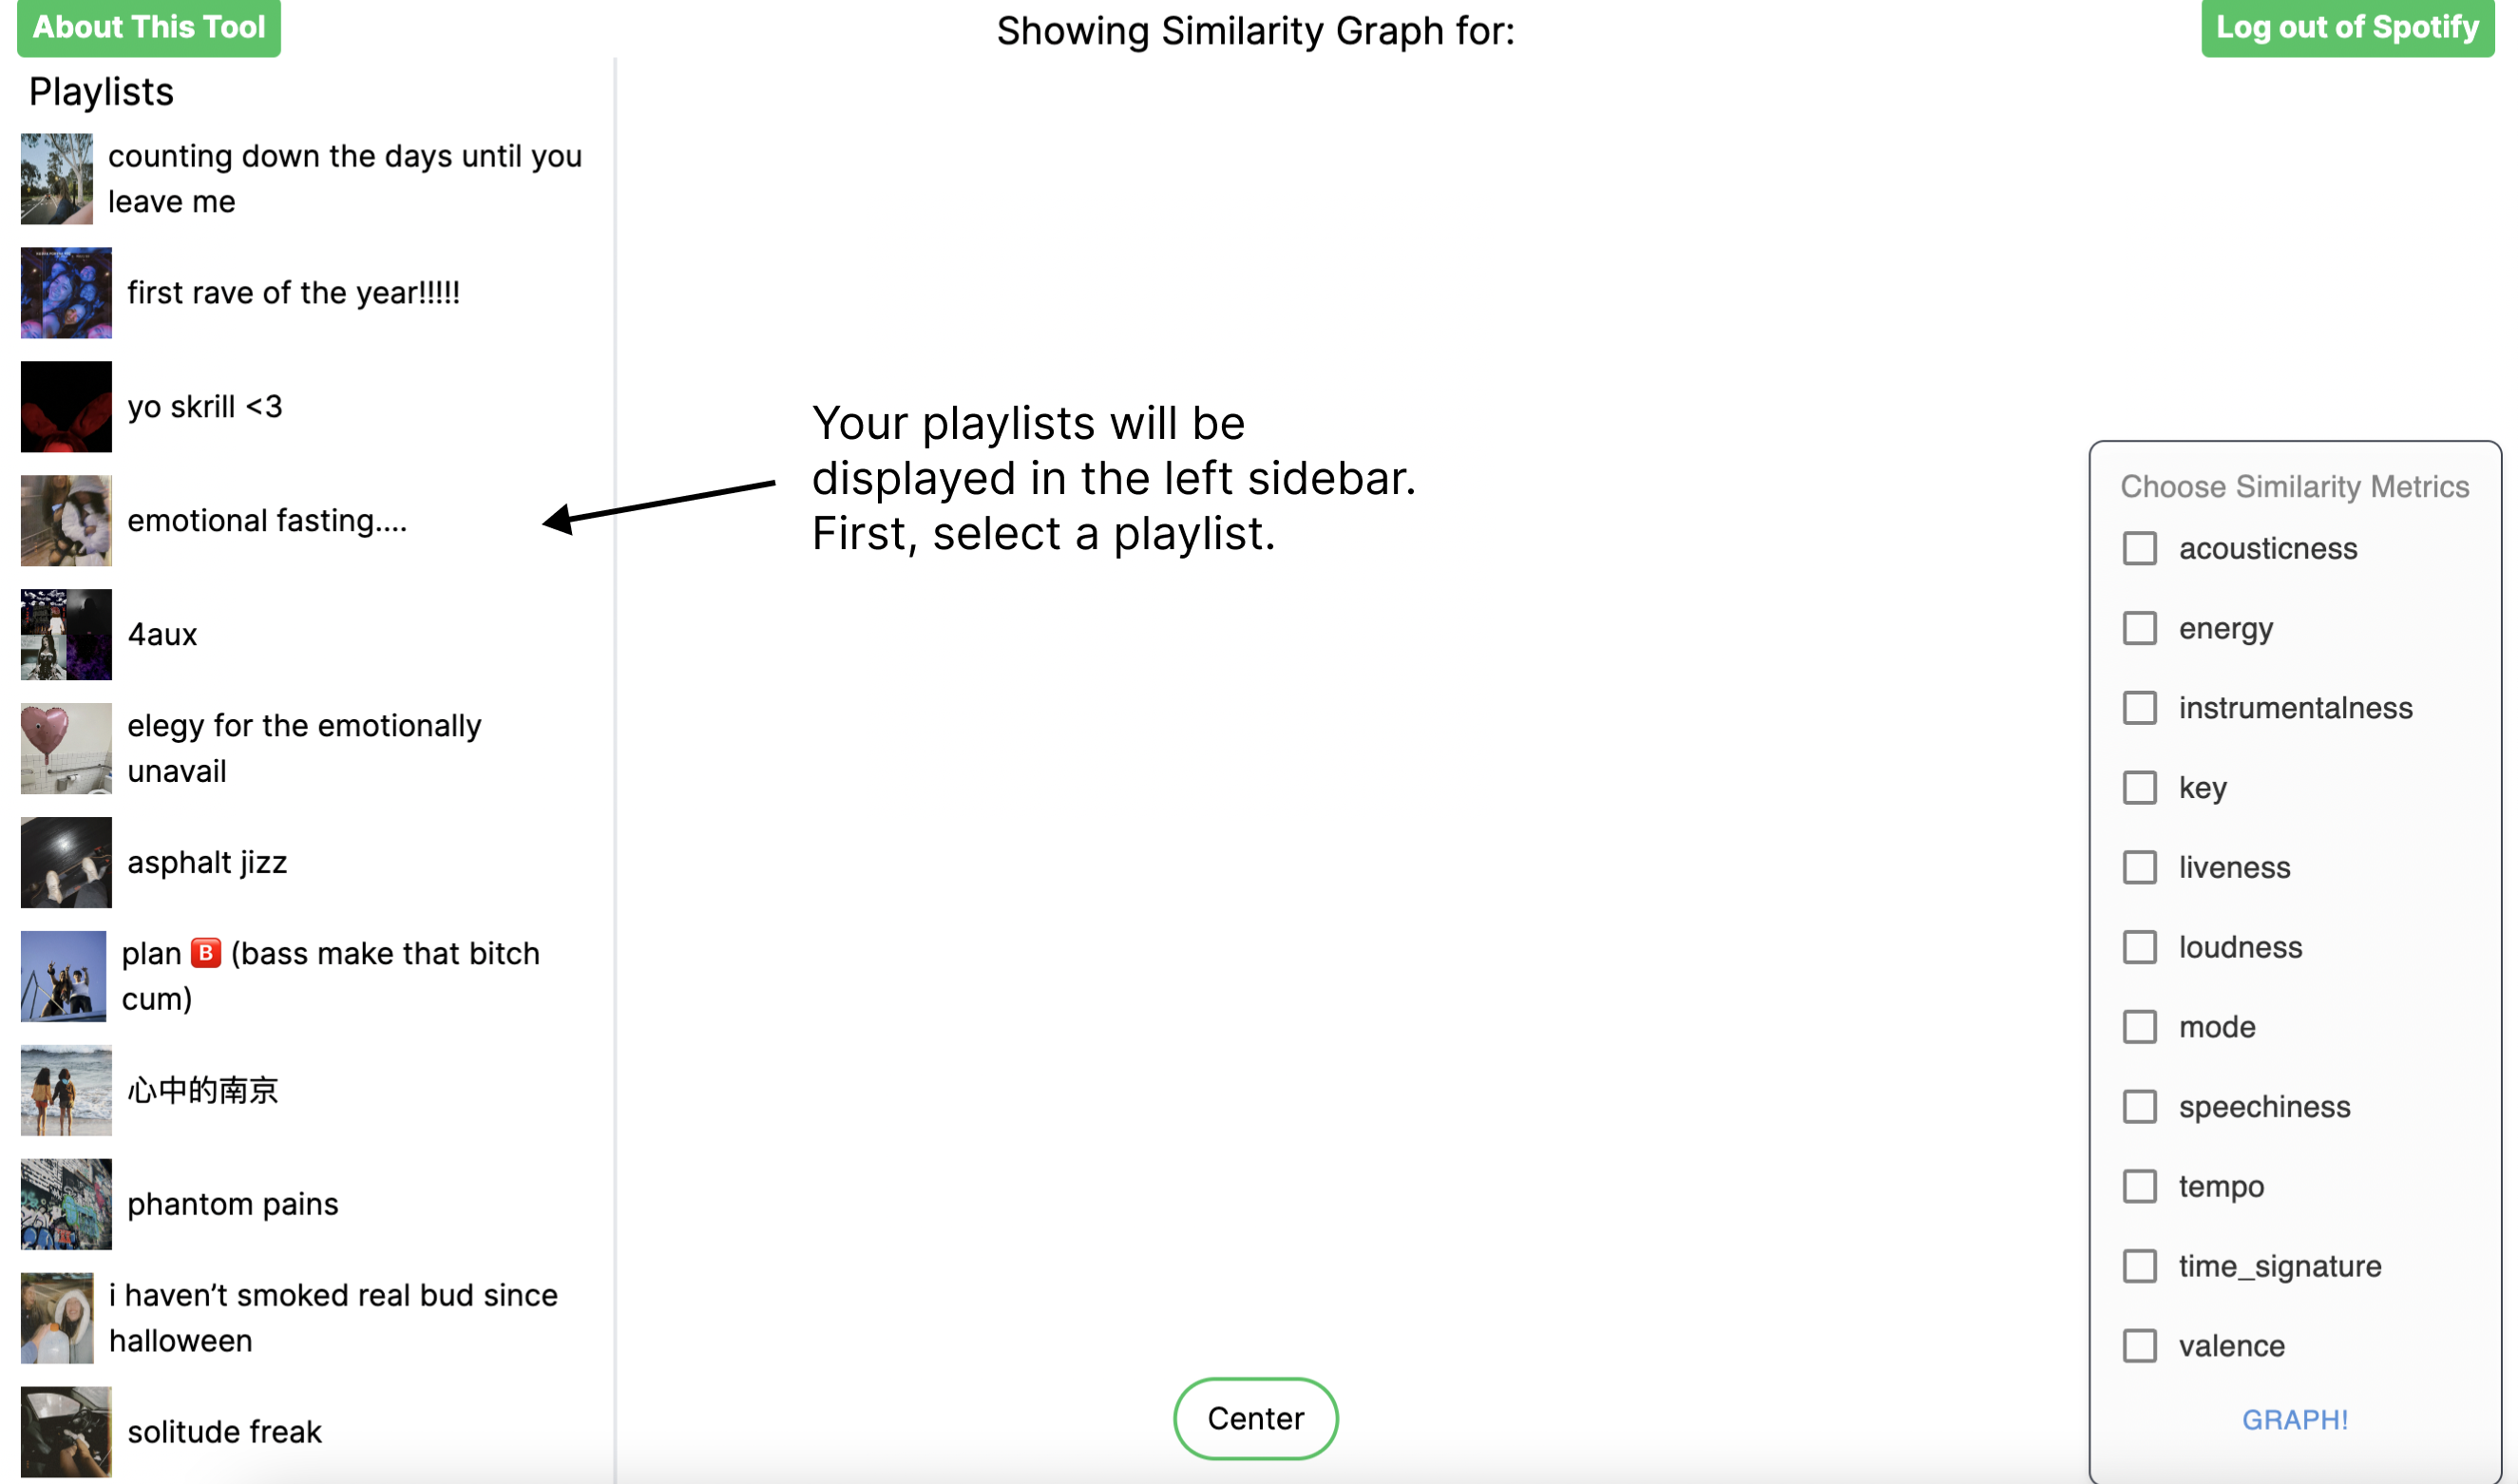 About This Tool
Showing Similarity Graph for:
Log out of Spotify
Playlists
counting down the days until you
leave me
first rave of the year!!!!!
yo skrill <3
emotional fasting....
4aux
elegy for the emotionally
unavail
asphalt jizz
plan 🅱️ (bass make that bitch
cum)
心中的南京
phantom pains
i haven’t smoked real bud since
halloween
solitude freak
Your playlists will be
displayed in the left sidebar.
First, select a playlist.
Center
Choose Similarity Metrics
acousticness
energy
instrumentalness
key
liveness
loudness
mode
speechiness
tempo
time_signature
valence
GRAPH!